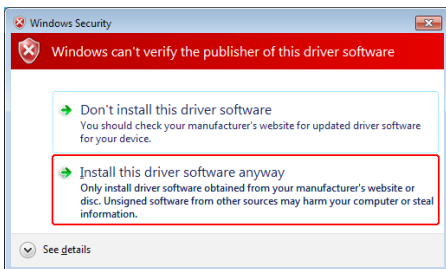 Windows Security
Windows can't verify the publisher of this driver software
Don't install this driver software
You should check your manufacturer's website for updated driver software
for your device.
Install this driver software anyway
Only install driver software obtained from your manufacturer's website or
disc. Unsigned software from other sources may harm your computer or steal
information.
See details